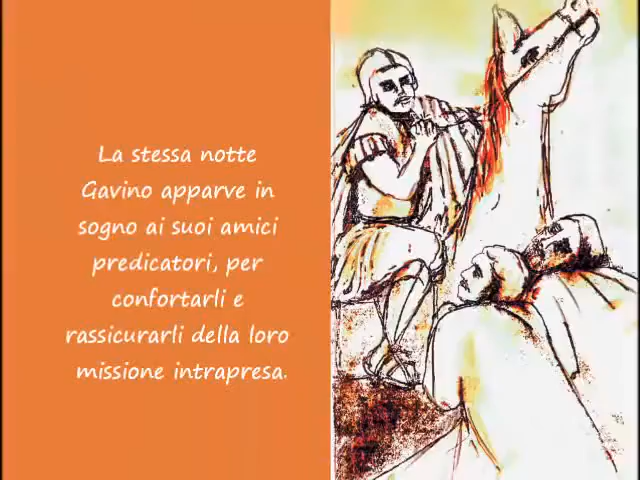 La stessa notte
Gavino apparve in
sogno ai suoi amici
predicatori, per
confortarli e
rassicurarli della loro
missione intrapresa.